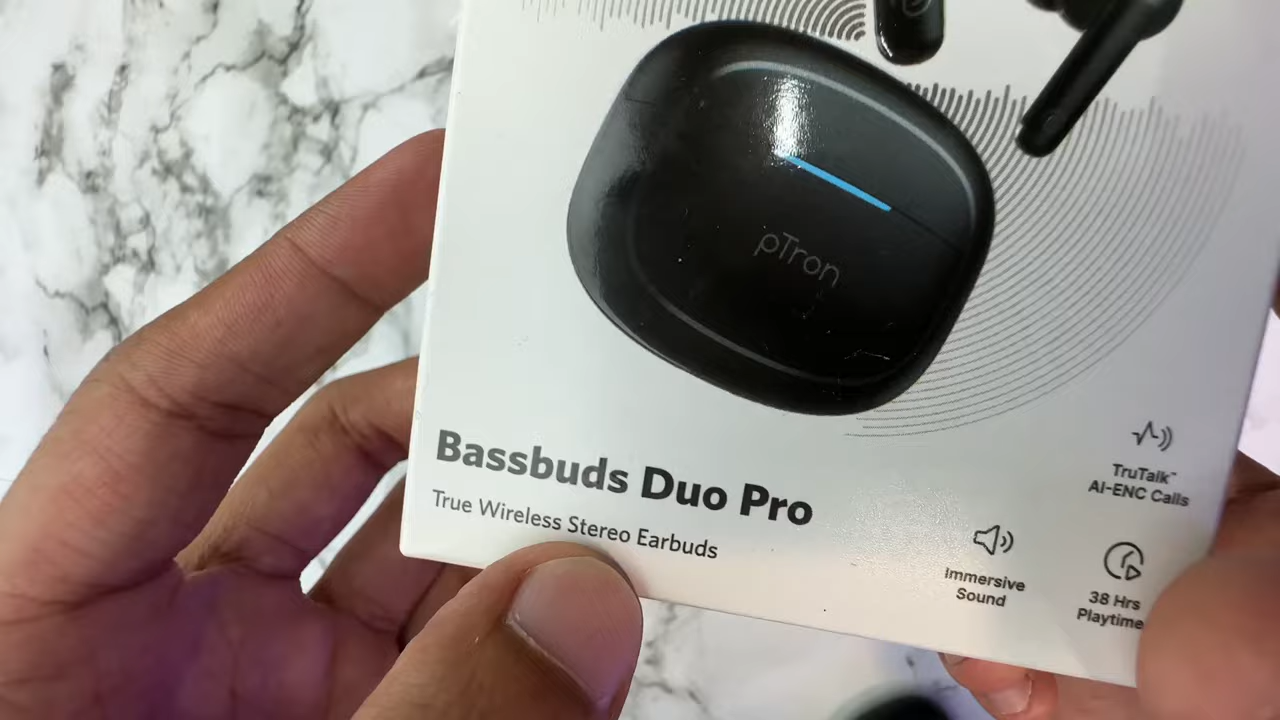 pTron
Bassbuds Duo Pro
True Wireless Stereo Earbuds
TruTalk™
AI-ENC Calls
Immersive
Sound
38 Hrs
Playtime